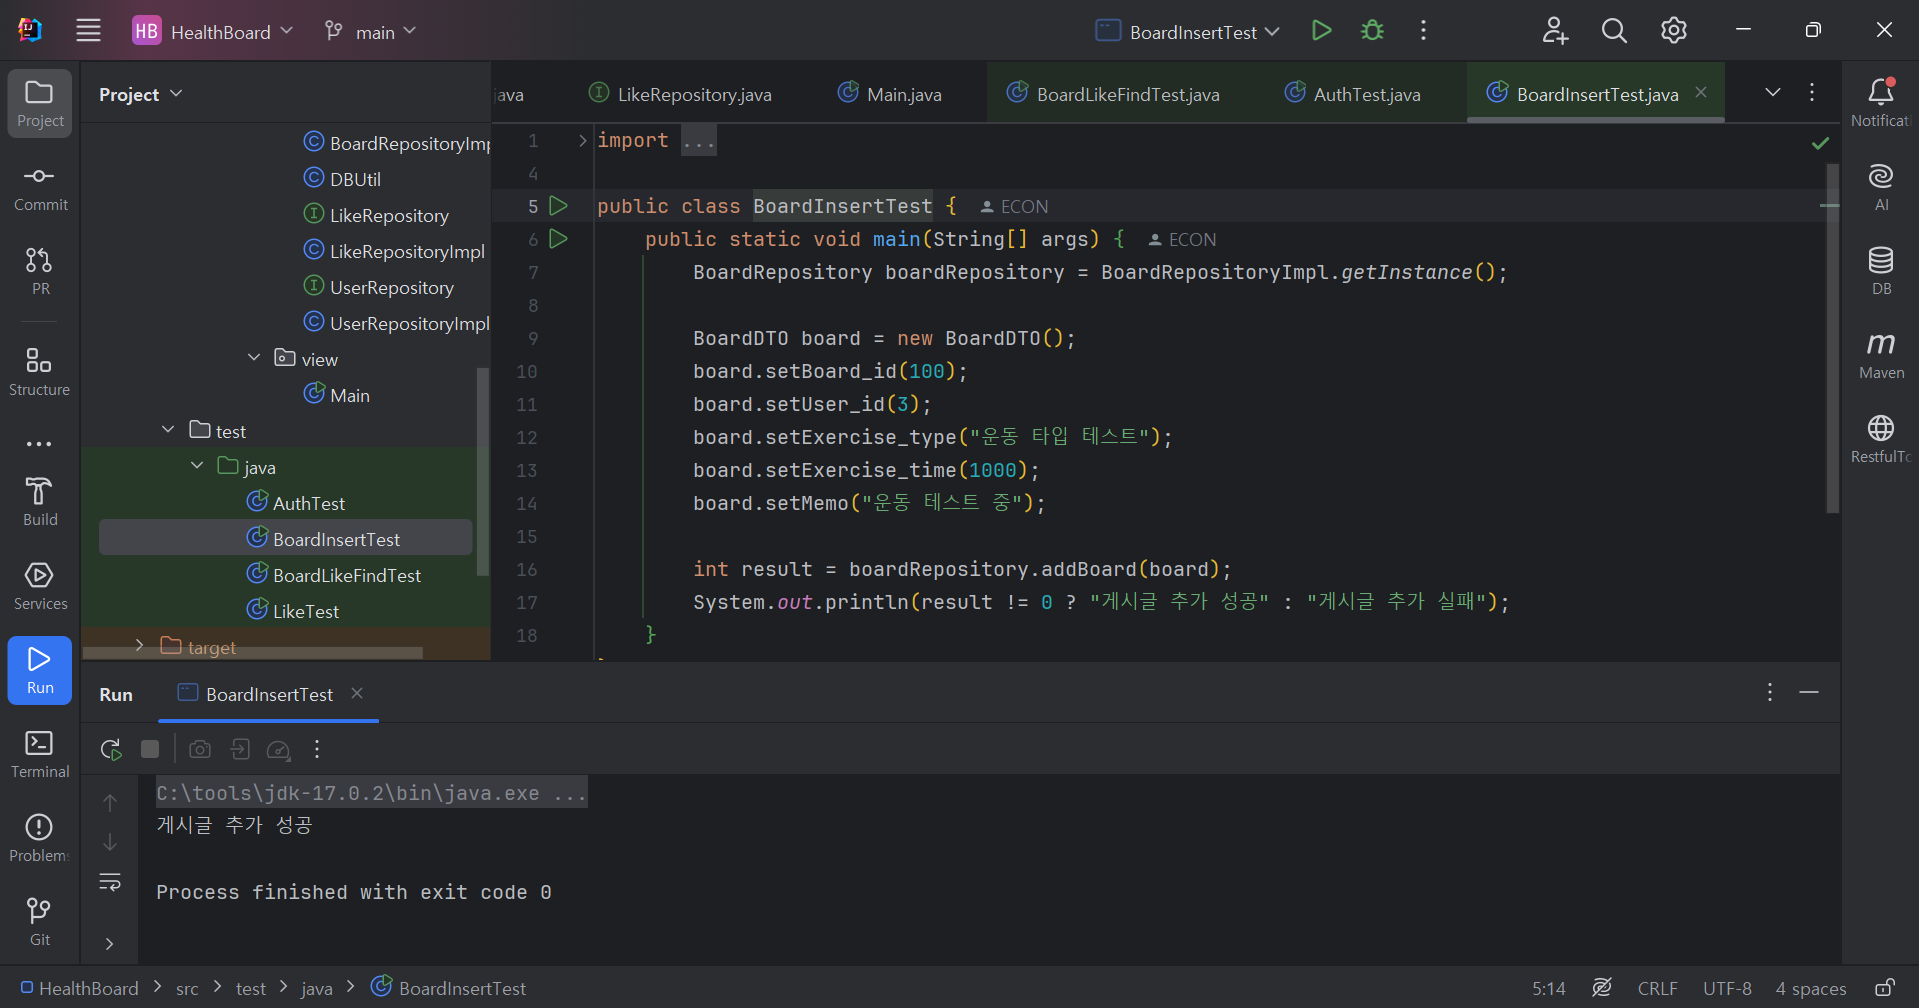 HB HealthBoard main BoardInsertTest
Project
Commit
PR
Structure
Build
Services
Run
Terminal
Problem
Git
Project
BoardRepositoryImp
DBUtil
LikeRepository
LikeRepositoryImpl
UserRepository
UserRepositoryImpl
view
Main
test
java
AuthTest
BoardInsertTest
BoardLikeFindTest
LikeTest
target
java LikeRepository.java Main.java BoardLikeFindTest.java AuthTest.java BoardInsertTest.java
1 import ...
4
5 public class BoardInsertTest { ECON
6 public static void main(String[] args) { ECON
7 BoardRepository boardRepository = BoardRepositoryImpl.getInstance();
8
9 BoardDTO board = new BoardDTO();
10 board.setBoard_id(100);
11 board.setUser_id(3);
12 board.setExercise_type("운동 타입 테스트");
13 board.setExercise_time(1000);
14 board.setMemo("운동 테스트 중");
15
16 int result = boardRepository.addBoard(board);
17 System.out.println(result != 0 ? "게시글 추가 성공" : "게시글 추가 실패");
18 }
Notificat
AI
DB
m
Maven
RestfulTo
Run BoardInsertTest
C:\tools\jdk-17.0.2\bin\java.exe ...
게시글 추가 성공
Process finished with exit code 0
HealthBoard > src > test > java > BoardInsertTest 5:14 CRLF UTF-8 4 spaces